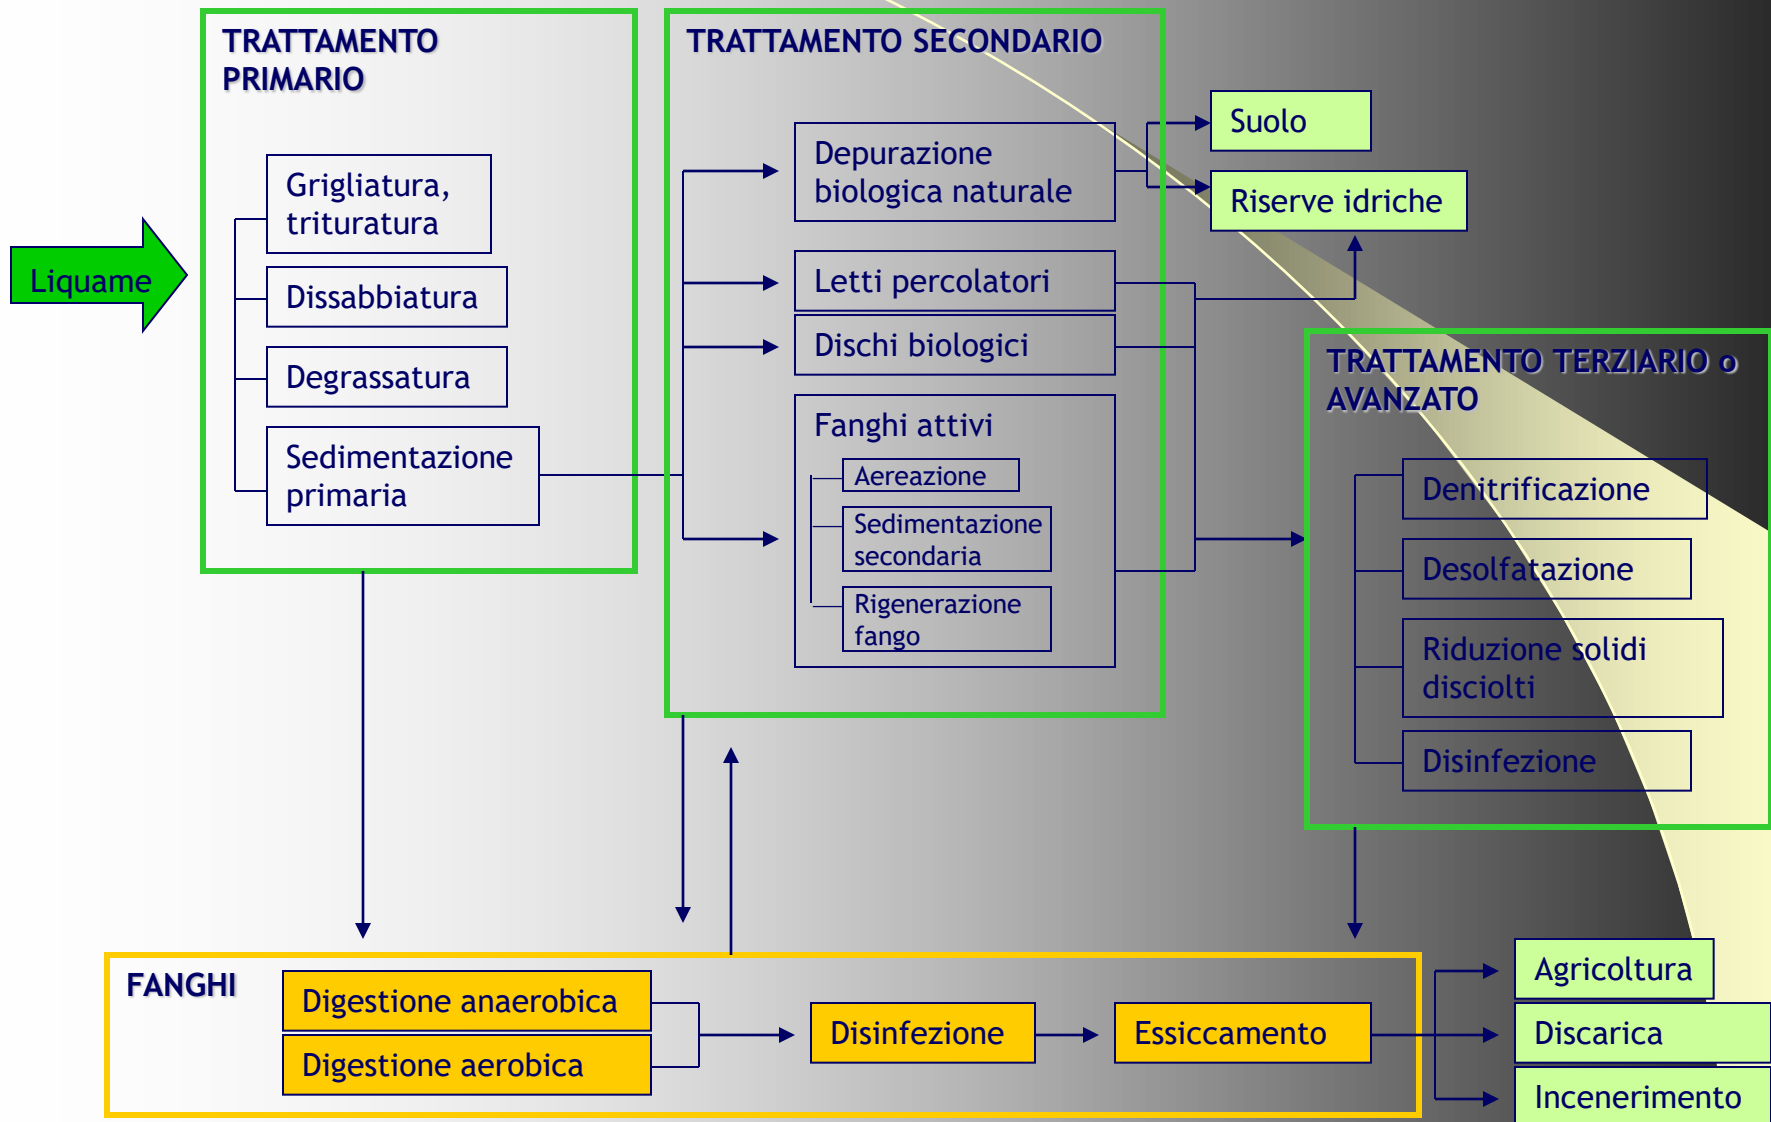 Liquame
TRATTAMENTO
PRIMARIO
Grigliatura,
trituratura
Dissabbiatura
Degrassatura
Sedimentazione
primaria
TRATTAMENTO SECONDARIO
Depurazione
biologica naturale
Letti percolatori
Dischi biologici
Fanghi attivi
Aereazione
Sedimentazione
secondaria
Rigenerazione
fango
Suolo
Riserve idriche
TRATTAMENTO TERZIARIO o
AVANZATO
Denitrificazione
Desolfatazione
Riduzione solidi
disciolti
Disinfezione
FANGHI
Digestione anaerobica
Digestione aerobica
Disinfezione
Essiccamento
Agricoltura
Discarica
Incenerimento